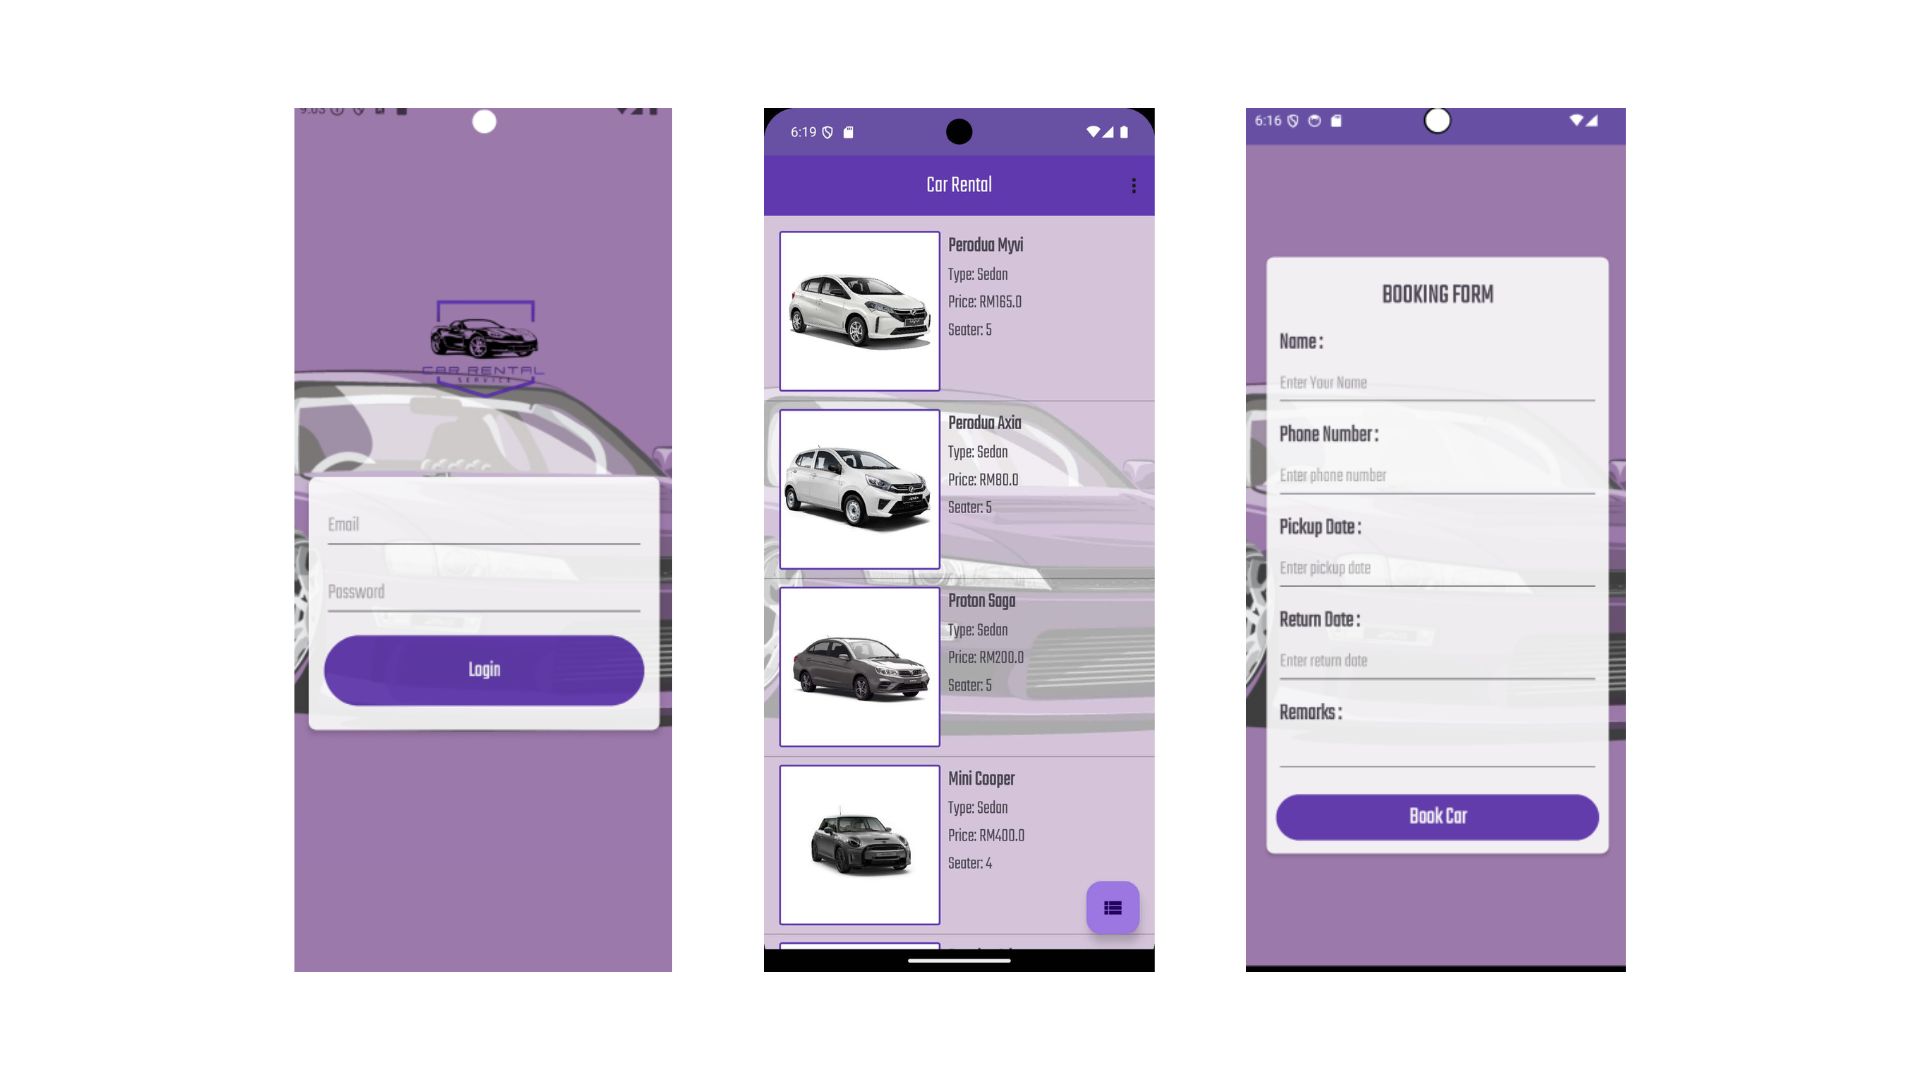 9:03
CAR RENTAL
SERVICE
Email
Password
Login
6:19
Car Rental
Perodua Myvi
Type: Sedan
Price: RM165.0
Seater: 5
Perodua Axia
Type: Sedan
Price: RM80.0
Seater: 5
Proton Saga
Type: Sedan
Price: RM200.0
Seater: 5
Mini Cooper
Type: Sedan
Price: RM400.0
Seater: 4
6:16
BOOKING FORM
Name :
Enter Your Name
Phone Number :
Enter phone number
Pickup Date :
Enter pickup date
Return Date :
Enter return date
Remarks :
Book Car